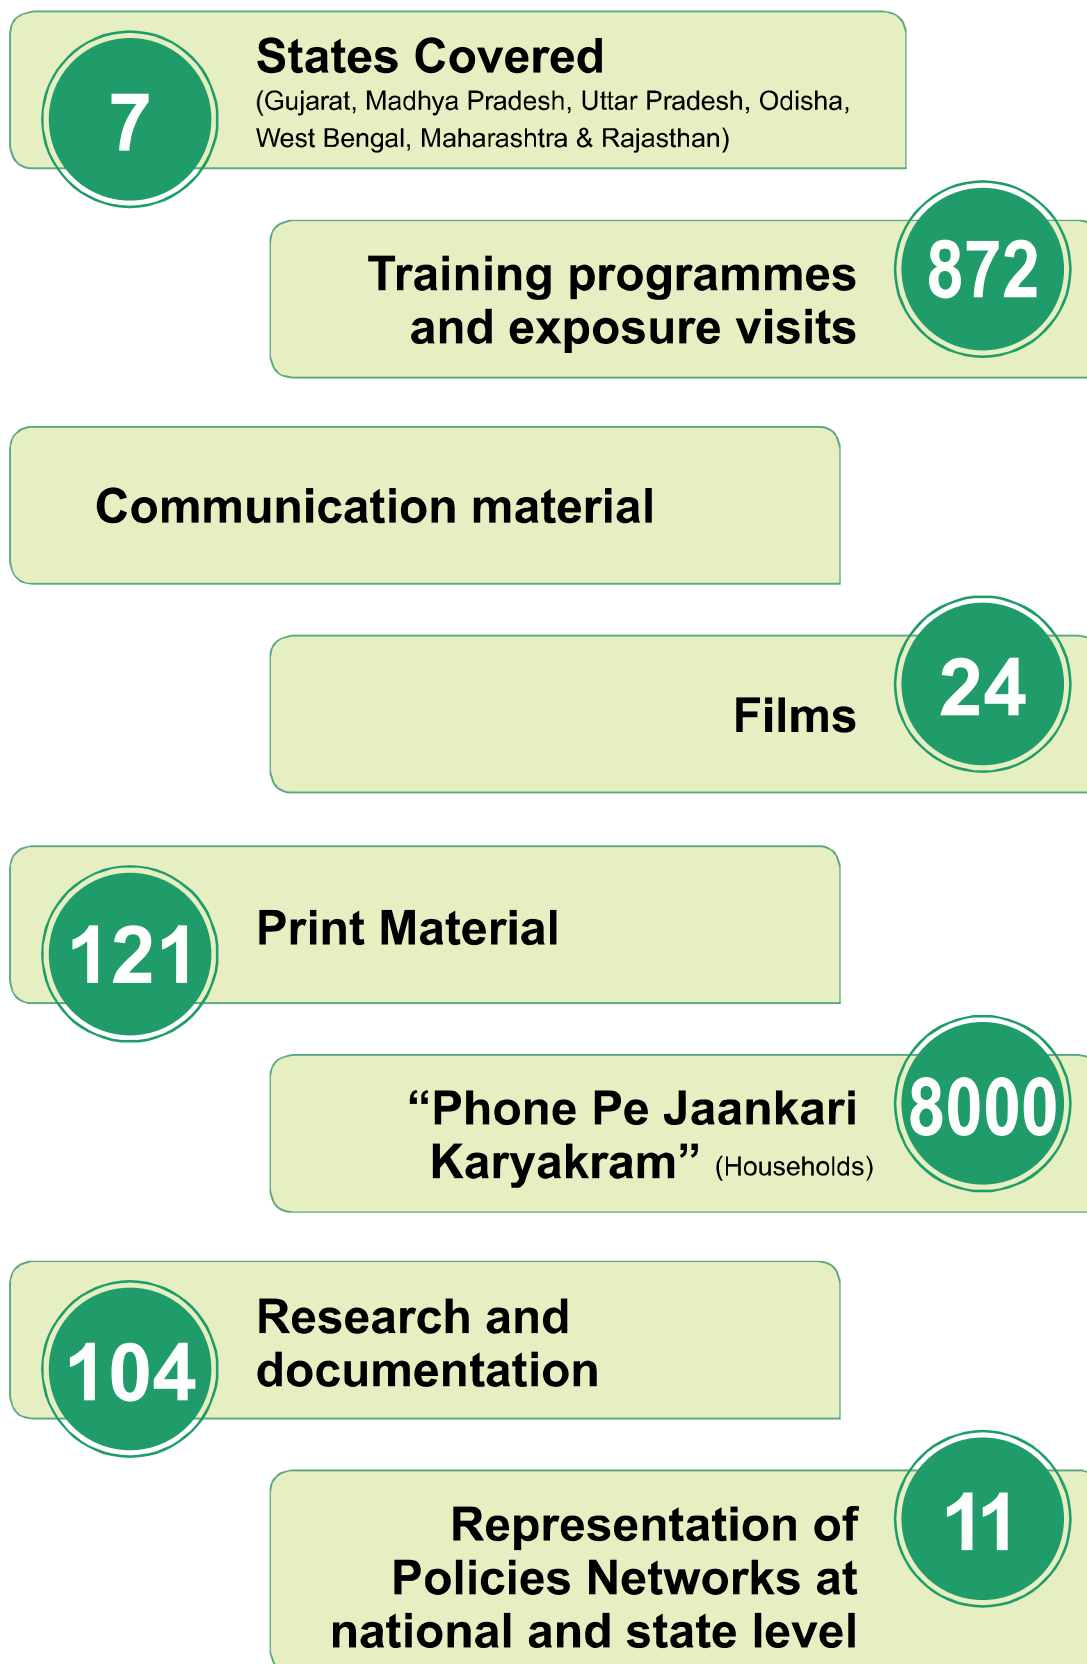 7
States Covered
(Gujarat, Madhya Pradesh, Uttar Pradesh, Odisha,
West Bengal, Maharashtra & Rajasthan)
Training programmes
and exposure visits
872
Communication material
Films
24
121
Print Material
“Phone Pe Jaankari
Karyakram” (Households)
8000
104
Research and
documentation
Representation of
Policies Networks at
national and state level
11